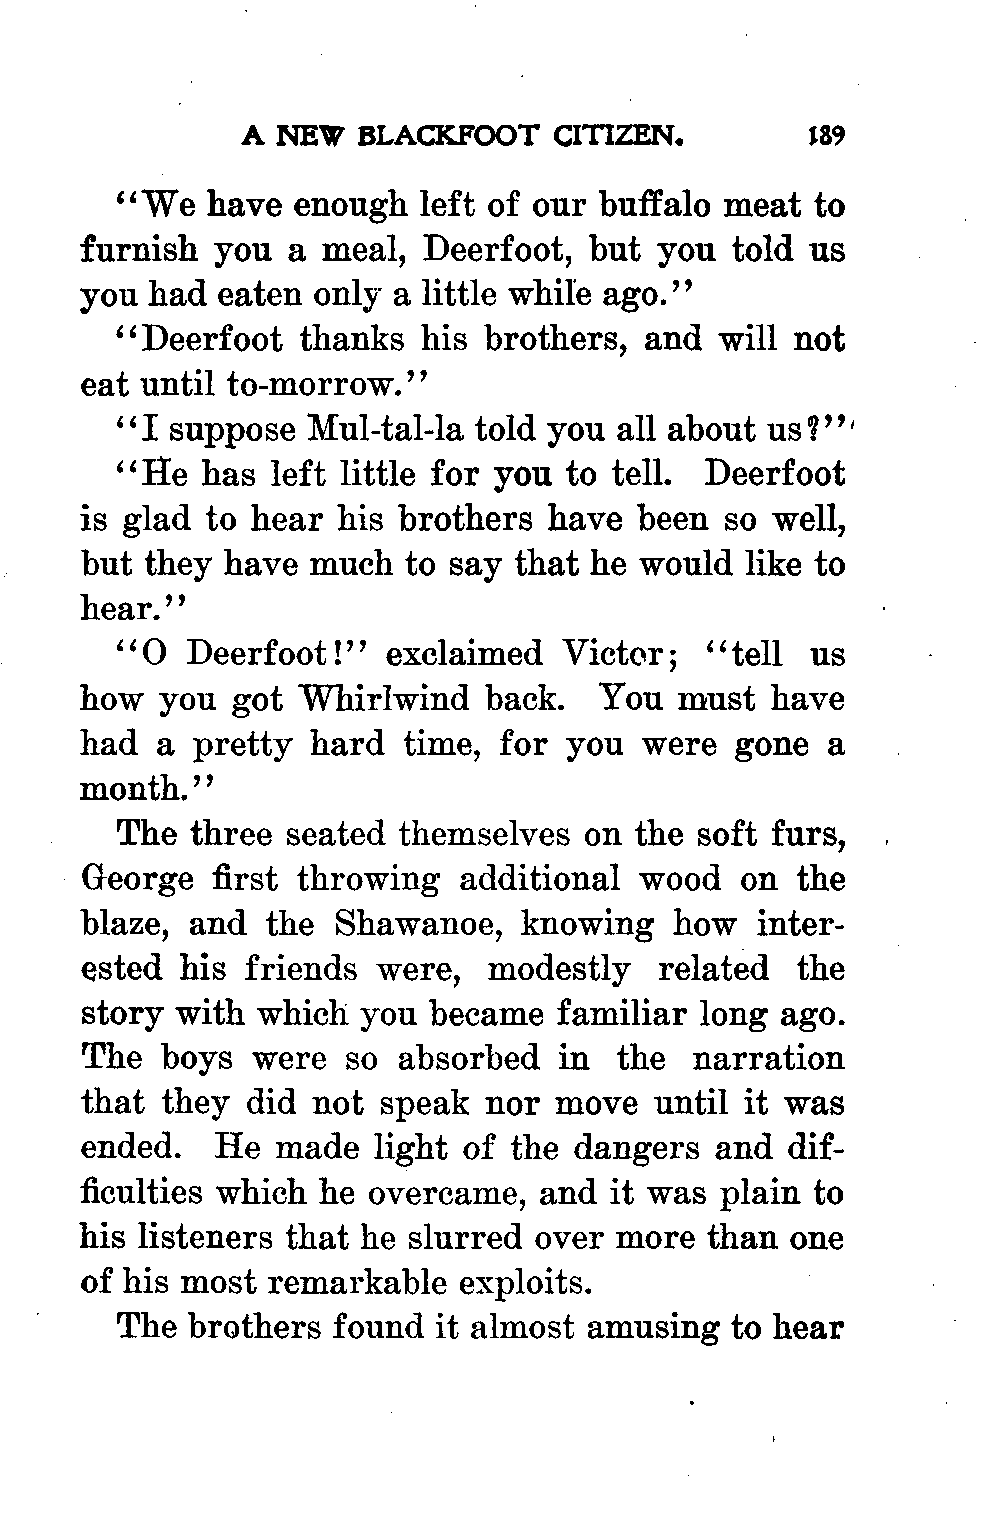 A NEW BLACKFOOT CITIZEN. 189
“We have enough left of our buffalo meat to
furnish you a meal, Deerfoot, but you told us
you had eaten only a little while ago.”
“Deerfoot thanks his brothers, and will not
eat until to-morrow.”
“I suppose Mul-tal-la told you all about us?”
“He has left little for you to tell. Deerfoot
is glad to hear his brothers have been so well,
but they have much to say that he would like to
hear.”
“O Deerfoot!” exclaimed Victor; “tell us
how you got Whirlwind back. You must have
had a pretty hard time, for you were gone a
month.”
The three seated themselves on the soft furs,
George first throwing additional wood on the
blaze, and the Shawanoe, knowing how inter-
ested his friends were, modestly related the
story with which you became familiar long ago.
The boys were so absorbed in the narration
that they did not speak nor move until it was
ended. He made light of the dangers and dif-
ficulties which he overcame, and it was plain to
his listeners that he slurred over more than one
of his most remarkable exploits.
The brothers found it almost amusing to hear